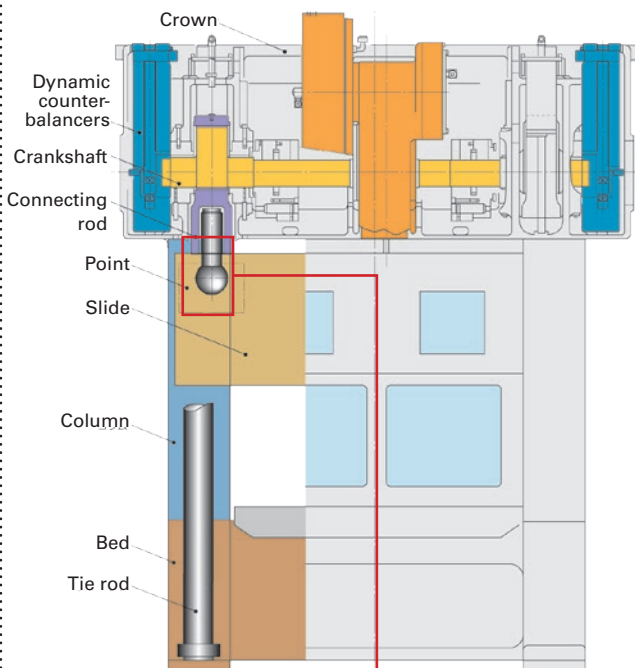 Crown
Dynamic
counter-
balancers
Crankshaft
Connecting
rod
Point
Slide
Column
Bed
Tie rod